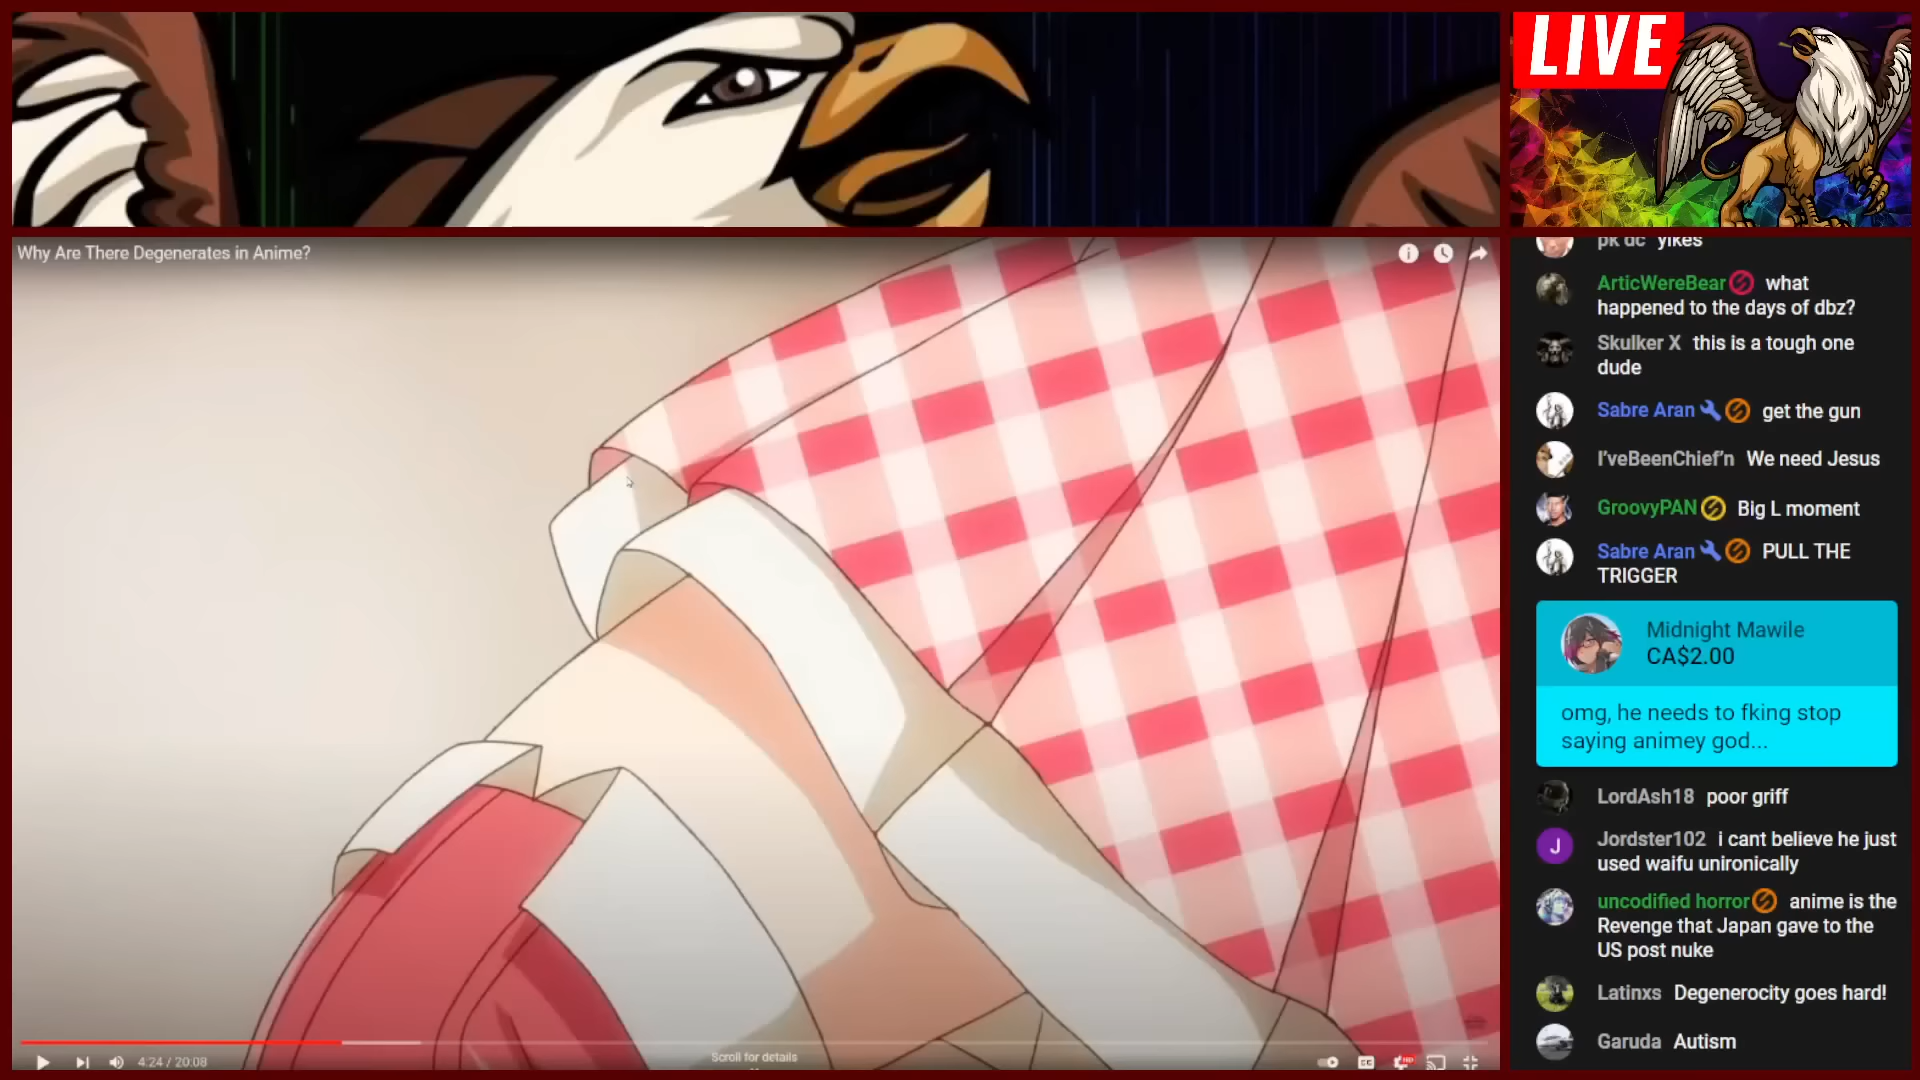 LIVE
Why Are There Degenerates in Anime?
pk dc yikes
ArticWereBear what
happened to the days of dbz?
Skulker X this is a tough one
dude
Sabre Aran get the gun
I'veBeenChief'n We need Jesus
GroovyPAN Big L moment
Sabre Aran PULL THE
TRIGGER
Midnight Mawile
CA$2.00
omg, he needs to fking stop
saying animey god...
LordAsh18 poor griff
J
Jordster102 i cant believe he just
used waifu unironically
uncodified horror anime is the
Revenge that Japan gave to the
US post nuke
Latinxs Degenerocity goes hard!
Garuda Autism
4:24 / 20:08
Scroll for details
CC
HD